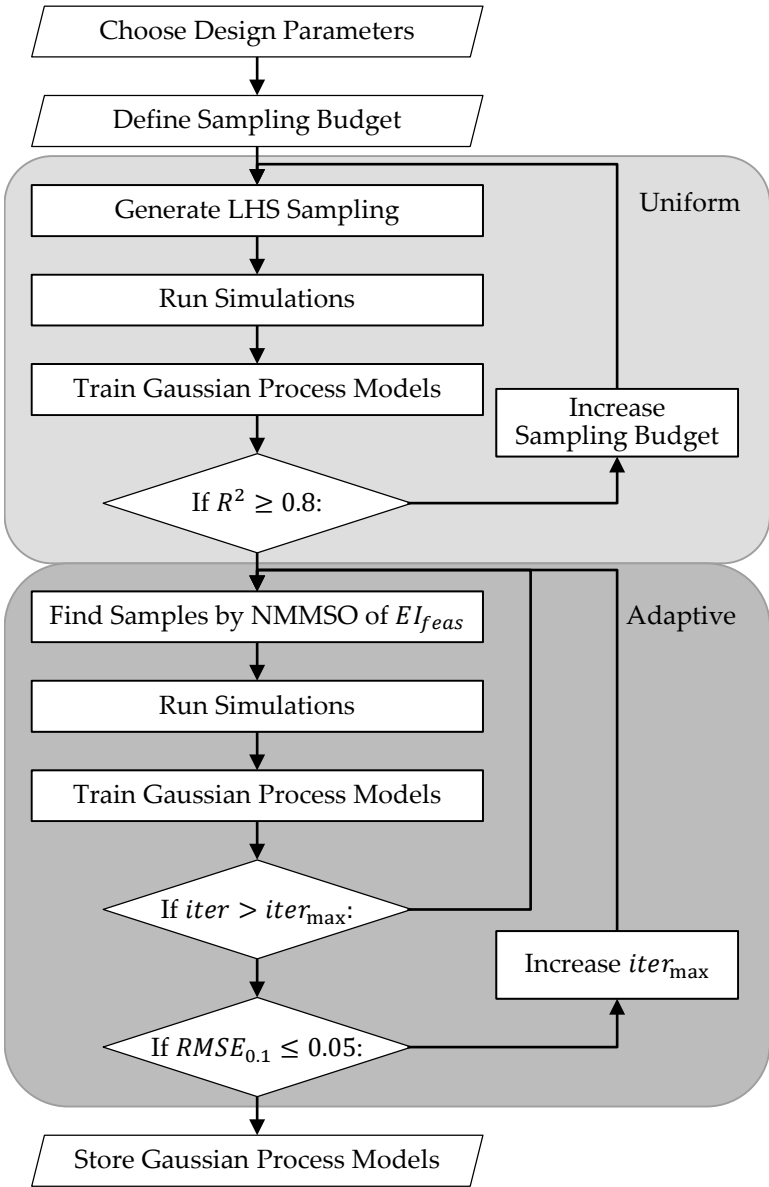 Choose Design Parameters
Define Sampling Budget
Uniform
Generate LHS Sampling
Run Simulations
Train Gaussian Process Models
Increase
Sampling Budget
If R² ≥ 0.8:
Find Samples by NMMSO of EI_feas
Adaptive
Run Simulations
Train Gaussian Process Models
If iter > iter_max:
Increase iter_max
If RMSE_0.1 ≤ 0.05:
Store Gaussian Process Models